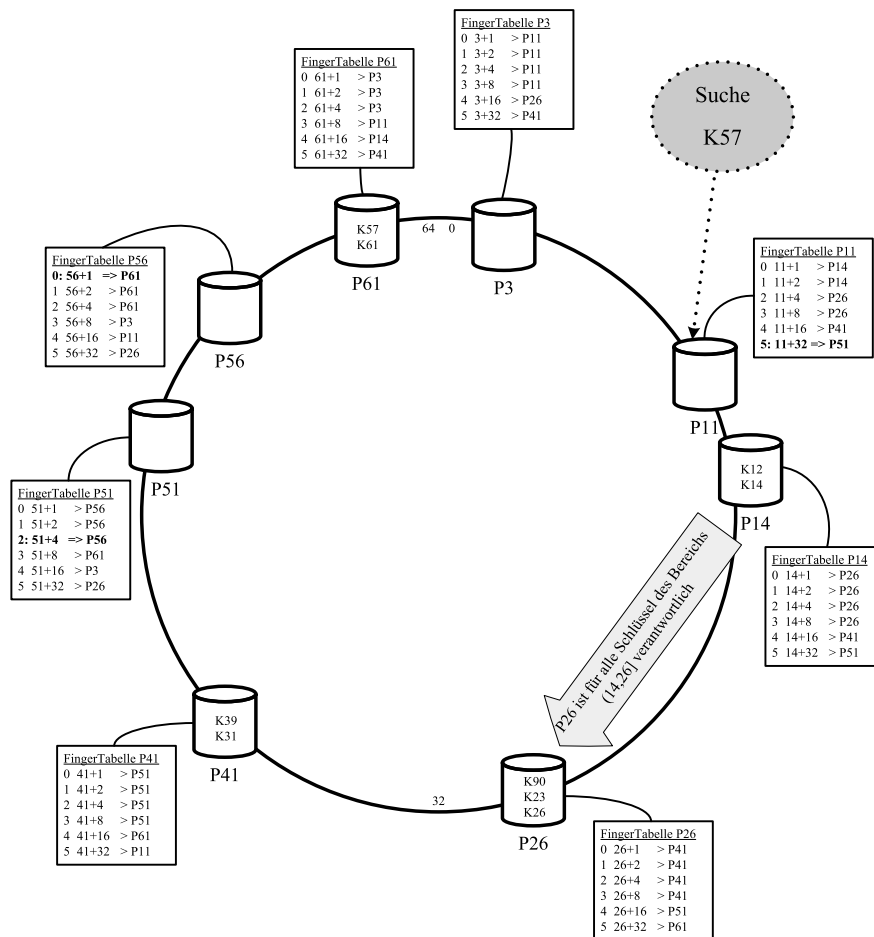 FingerTabelle P3
0 3+1 > P11
1 3+2 > P11
2 3+4 > P11
3 3+8 > P11
4 3+16 > P26
5 3+32 > P41
FingerTabelle P61
0 61+1 > P3
1 61+2 > P3
2 61+4 > P3
3 61+8 > P11
4 61+16 > P14
5 61+32 > P41
Suche
K57
K57
K61
P61
64 0
P3
FingerTabelle P56
0: 56+1 => P61
1 56+2 > P61
2 56+4 > P61
3 56+8 > P3
4 56+16 > P11
5 56+32 > P26
P56
FingerTabelle P11
0 11+1 > P14
1 11+2 > P14
2 11+4 > P26
3 11+8 > P26
4 11+16 > P41
5: 11+32 => P51
P11
K12
K14
P14
P51
FingerTabelle P51
0 51+1 > P56
1 51+2 > P56
2: 51+4 => P56
3 51+8 > P61
4 51+16 > P3
5 51+32 > P26
FingerTabelle P14
0 14+1 > P26
1 14+2 > P26
2 14+4 > P26
3 14+8 > P26
4 14+16 > P41
5 14+32 > P51
P26 ist für alle Schlüssel des Bereichs
(14,26] verantwortlich
K39
K31
P41
FingerTabelle P41
0 41+1 > P51
1 41+2 > P51
2 41+4 > P51
3 41+8 > P51
4 41+16 > P61
5 41+32 > P11
32
K90
K23
K26
P26
FingerTabelle P26
0 26+1 > P41
1 26+2 > P41
2 26+4 > P41
3 26+8 > P41
4 26+16 > P51
5 26+32 > P61